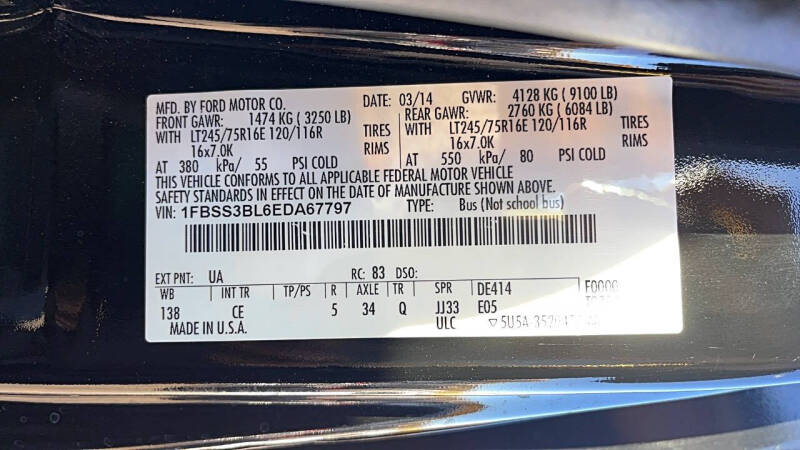 MFD. BY FORD MOTOR CO. DATE: 03/14 GVWR: 4128 KG ( 9100 LB)
FRONT GAWR: 1474 KG ( 3250 LB) REAR GAWR: 2760 KG ( 6084 LB)
WITH LT245/75R16E 120/116R TIRES WITH LT245/75R16E 120/116R TIRES
16x7.0K RIMS 16x7.0K RIMS
AT 380 kPa/ 55 PSI COLD AT 550 kPa/ 80 PSI COLD
THIS VEHICLE CONFORMS TO ALL APPLICABLE FEDERAL MOTOR VEHICLE
SAFETY STANDARDS IN EFFECT ON THE DATE OF MANUFACTURE SHOWN ABOVE.
VIN: 1FBSS3BL6EDA67797 TYPE: Bus (Not school bus)
EXT PNT: UA RC: 83 DSO:
WB INT TR TP/PS R AXLE TR SPR DE414 F0000
138 CE 5 34 Q JJ33 E05
MADE IN U.S.A. ULC ▽5U5A